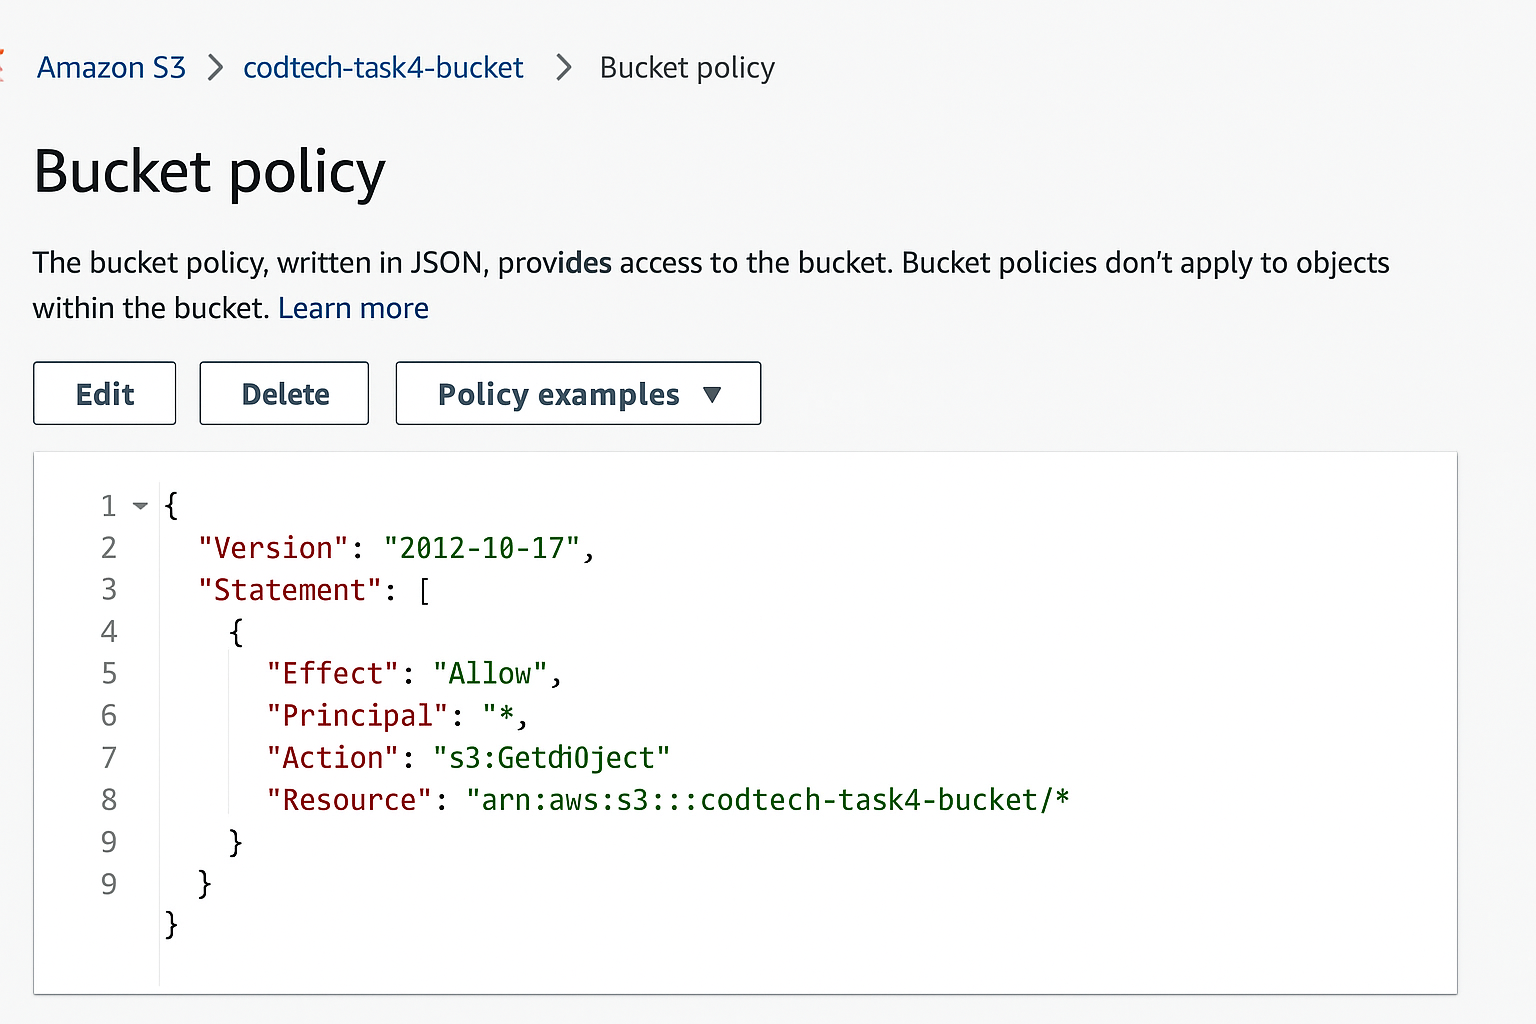 Amazon S3 > codtech-task4-bucket > Bucket policy
Bucket policy
The bucket policy, written in JSON, provides access to the bucket. Bucket policies don't apply to objects
within the bucket. Learn more
Edit Delete Policy examples ▼
1 {
2 "Version": "2012-10-17",
3 "Statement": [
4 {
5 "Effect": "Allow",
6 "Principal": "*,
7 "Action": "s3:GetdiOject"
8 "Resource": "arn:aws:s3:::codtech-task4-bucket/*
9 }
9 }
}